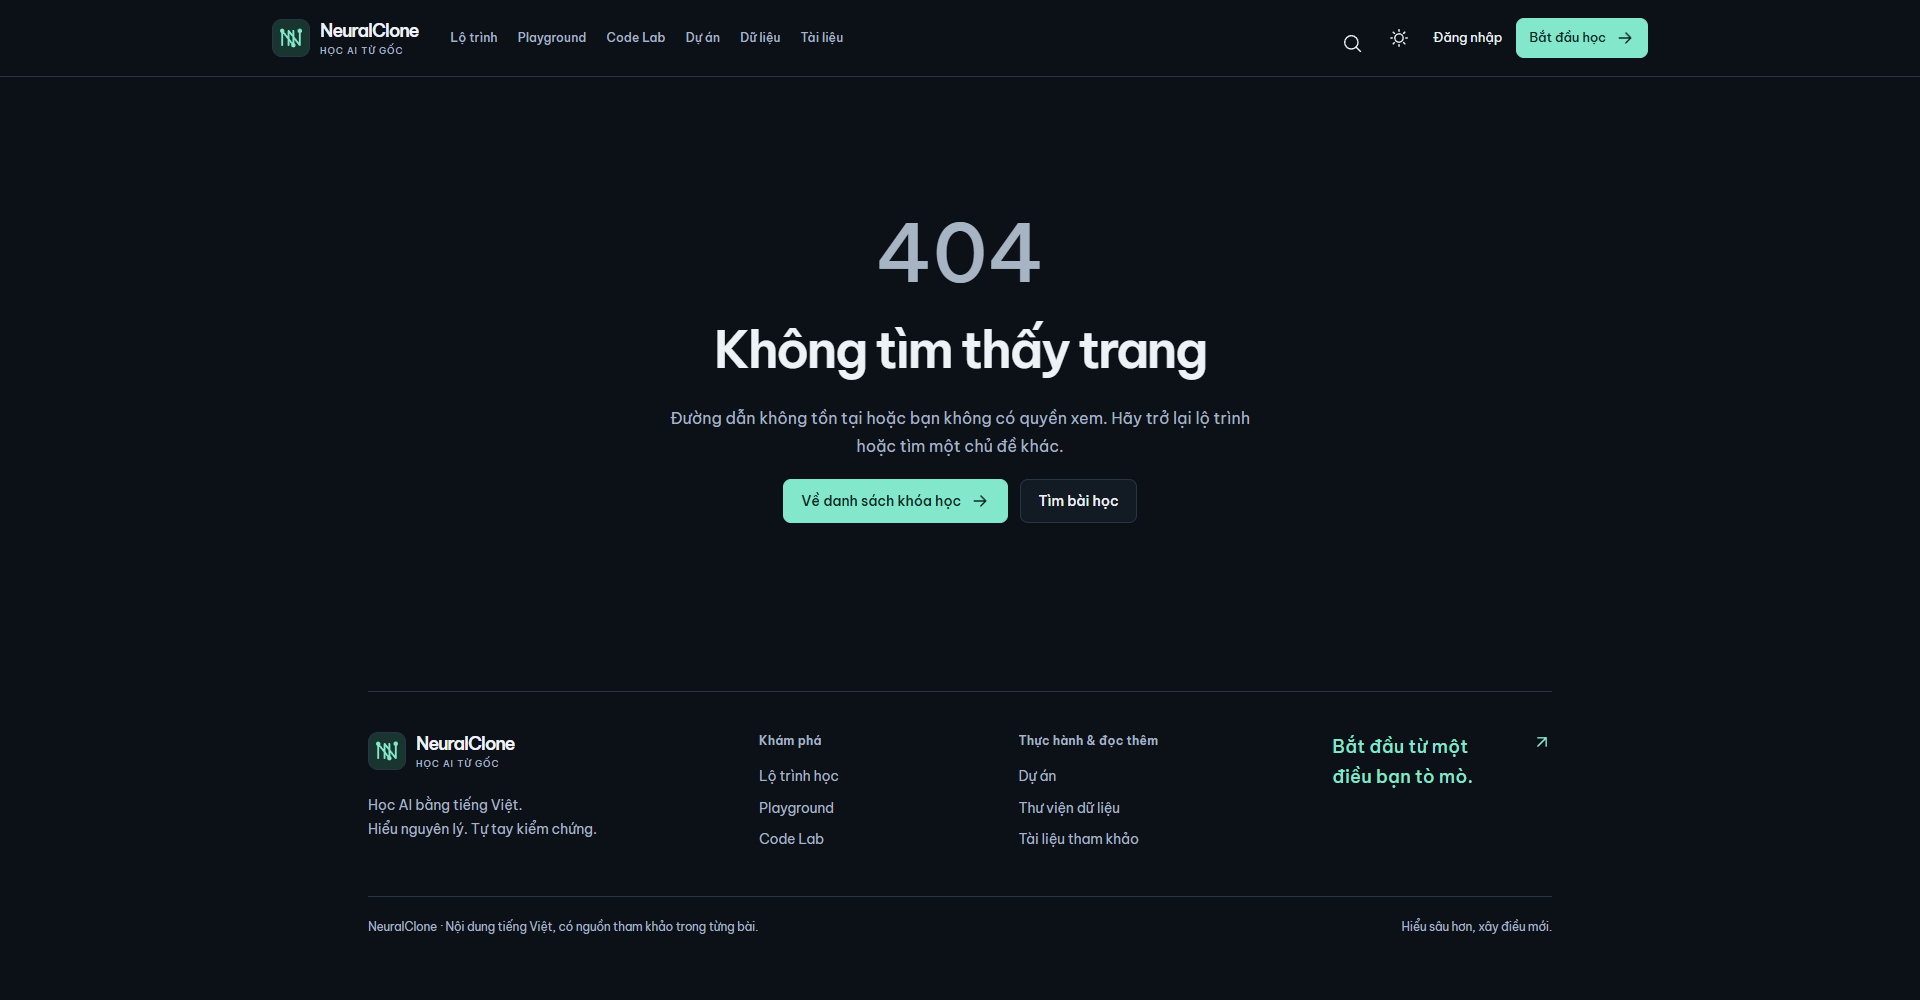 NeuralClone
HỌC AI TỪ GỐC
Lộ trình
Playground
Code Lab
Dự án
Dữ liệu
Tài liệu
Đăng nhập
Bắt đầu học
404
Không tìm thấy trang
Đường dẫn không tồn tại hoặc bạn không có quyền xem. Hãy trở lại lộ trình
hoặc tìm một chủ đề khác.
Về danh sách khóa học
Tìm bài học
NeuralClone
HỌC AI TỪ GỐC
Học AI bằng tiếng Việt.
Hiểu nguyên lý. Tự tay kiểm chứng.
Khám phá
Lộ trình học
Playground
Code Lab
Thực hành & đọc thêm
Dự án
Thư viện dữ liệu
Tài liệu tham khảo
Bắt đầu từ một
điều bạn tò mò.
NeuralClone · Nội dung tiếng Việt, có nguồn tham khảo trong từng bài.
Hiểu sâu hơn, xây điều mới.